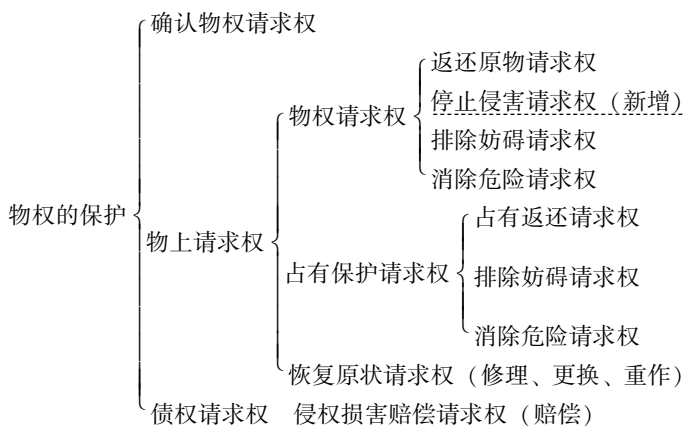 确认物权请求权
返还原物请求权
停止侵害请求权（新增）
物权请求权
排除妨碍请求权
消除危险请求权
物权的保护
占有返还请求权
物上请求权
占有保护请求权
排除妨碍请求权
消除危险请求权
恢复原状请求权（修理、更换、重作）
债权请求权 侵权损害赔偿请求权（赔偿）